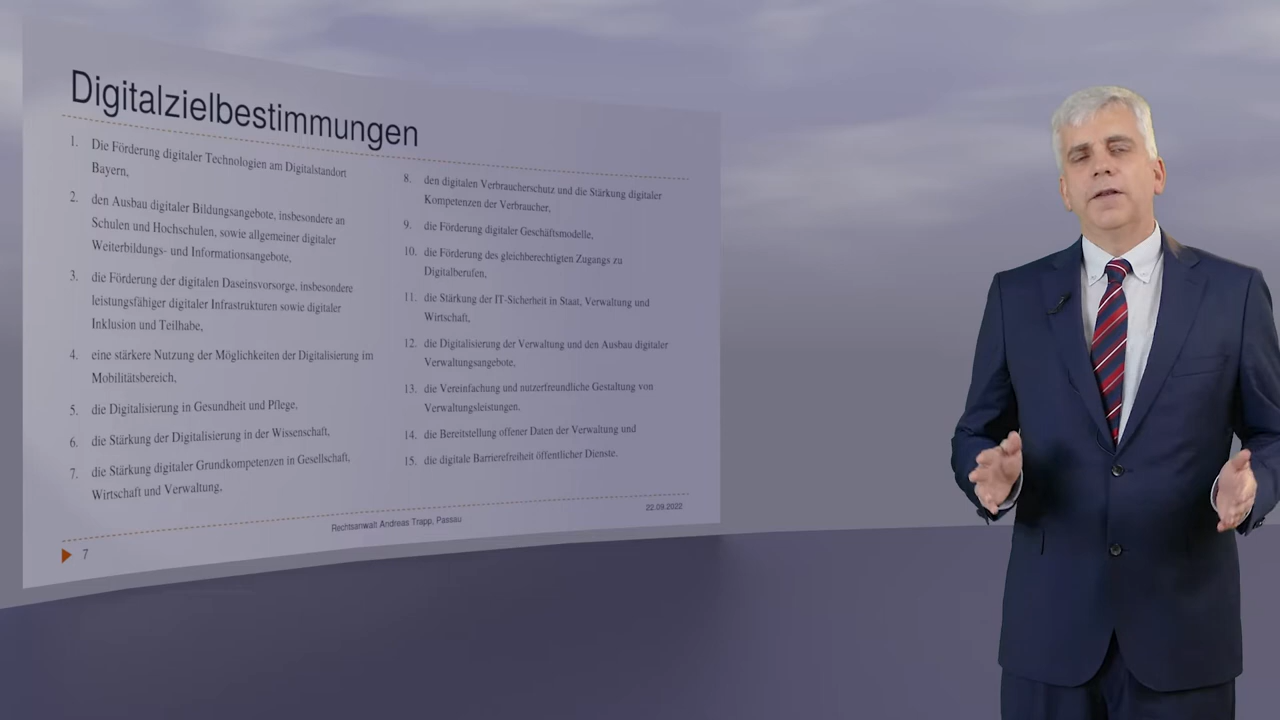 Digitalzielbestimmungen
1. Die Förderung digitaler Technologien am Digitalstandort
Bayern,
2. den Ausbau digitaler Bildungsangebote, insbesondere an
Schulen und Hochschulen, sowie allgemeiner digitaler
Weiterbildungs- und Informationsangebote,
3. die Förderung der digitalen Daseinsvorsorge, insbesondere
leistungsfähiger digitaler Infrastrukturen sowie digitaler
Inklusion und Teilhabe,
4. eine stärkere Nutzung der Möglichkeiten der Digitalisierung im
Mobilitätsbereich,
5. die Digitalisierung in Gesundheit und Pflege,
6. die Stärkung der Digitalisierung in der Wissenschaft,
7. die Stärkung digitaler Grundkompetenzen in Gesellschaft,
Wirtschaft und Verwaltung,
8. den digitalen Verbraucherschutz und die Stärkung digitaler
Kompetenzen der Verbraucher,
9. die Förderung digitaler Geschäftsmodelle,
10. die Förderung des gleichberechtigten Zugangs zu
Digitalberufen,
11. die Stärkung der IT-Sicherheit in Staat, Verwaltung und
Wirtschaft,
12. die Digitalisierung der Verwaltung und den Ausbau digitaler
Verwaltungsangebote,
13. die Vereinfachung und nutzerfreundliche Gestaltung von
Verwaltungsleistungen,
14. die Bereitstellung offener Daten der Verwaltung und
15. die digitale Barrierefreiheit öffentlicher Dienste.
7
Rechtsanwalt Andreas Trapp, Passau
22.09.2022